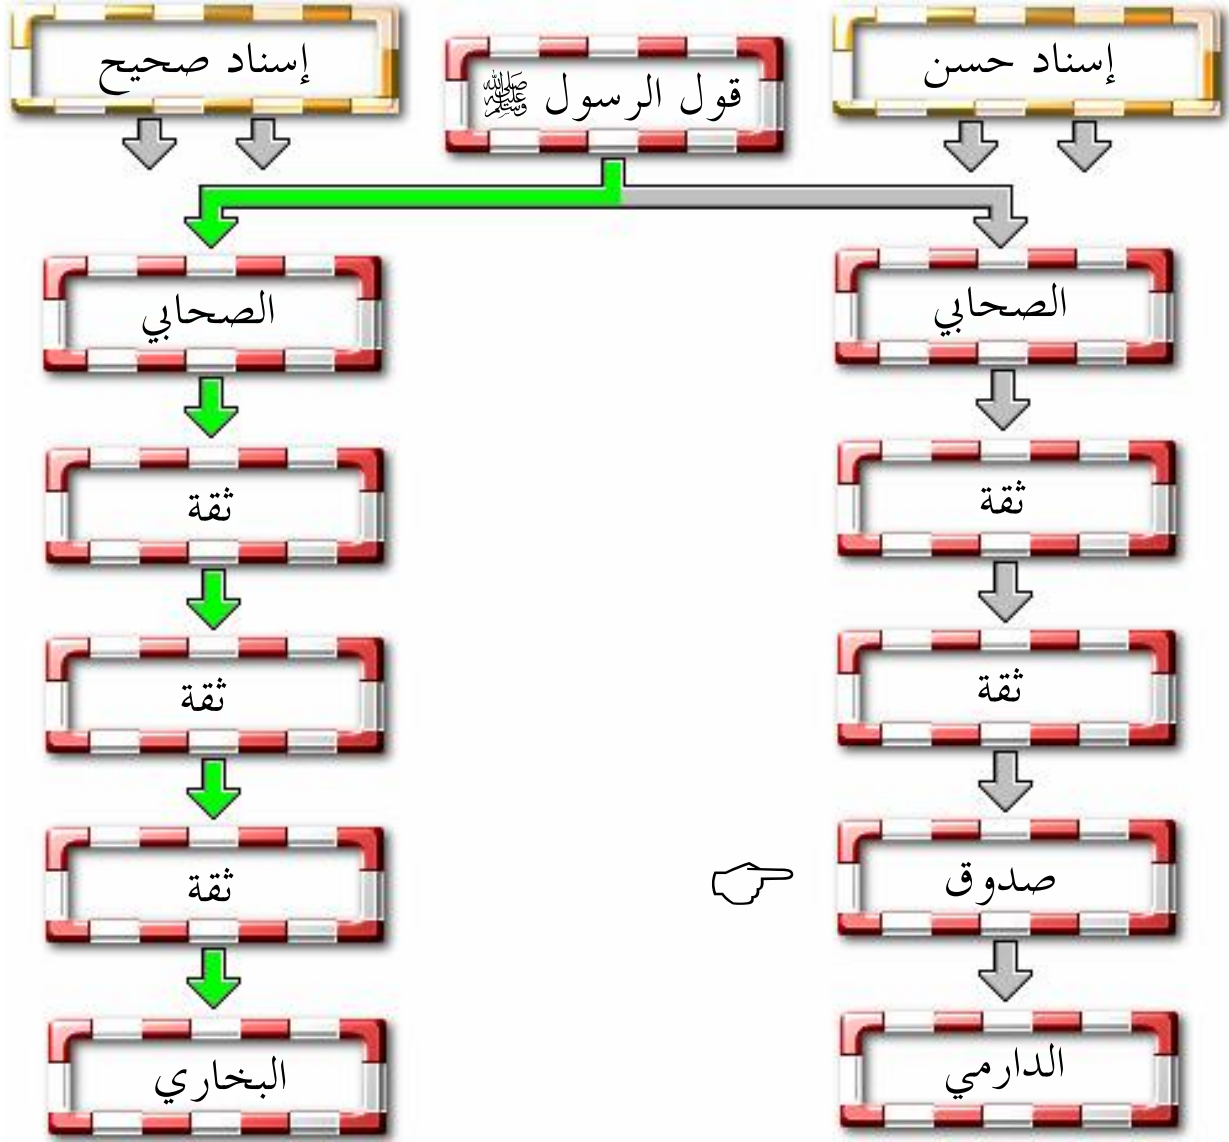 إسناد حسن
قول الرسول ﷺ
إسناد صحيح
الصحابي
الصحابي
ثقة
ثقة
ثقة
ثقة
صدوق
ثقة
الدارمي
البخاري